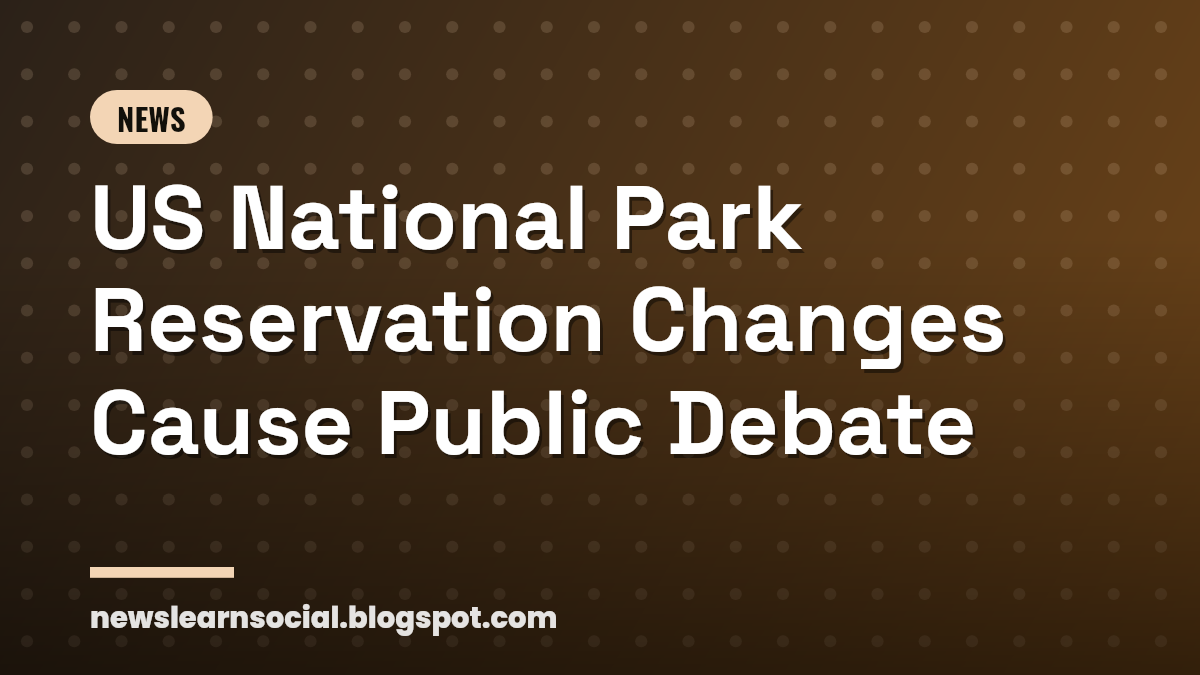 NEWS
US National Park
Reservation Changes
Cause Public Debate
newslearnsocial.blogspot.com